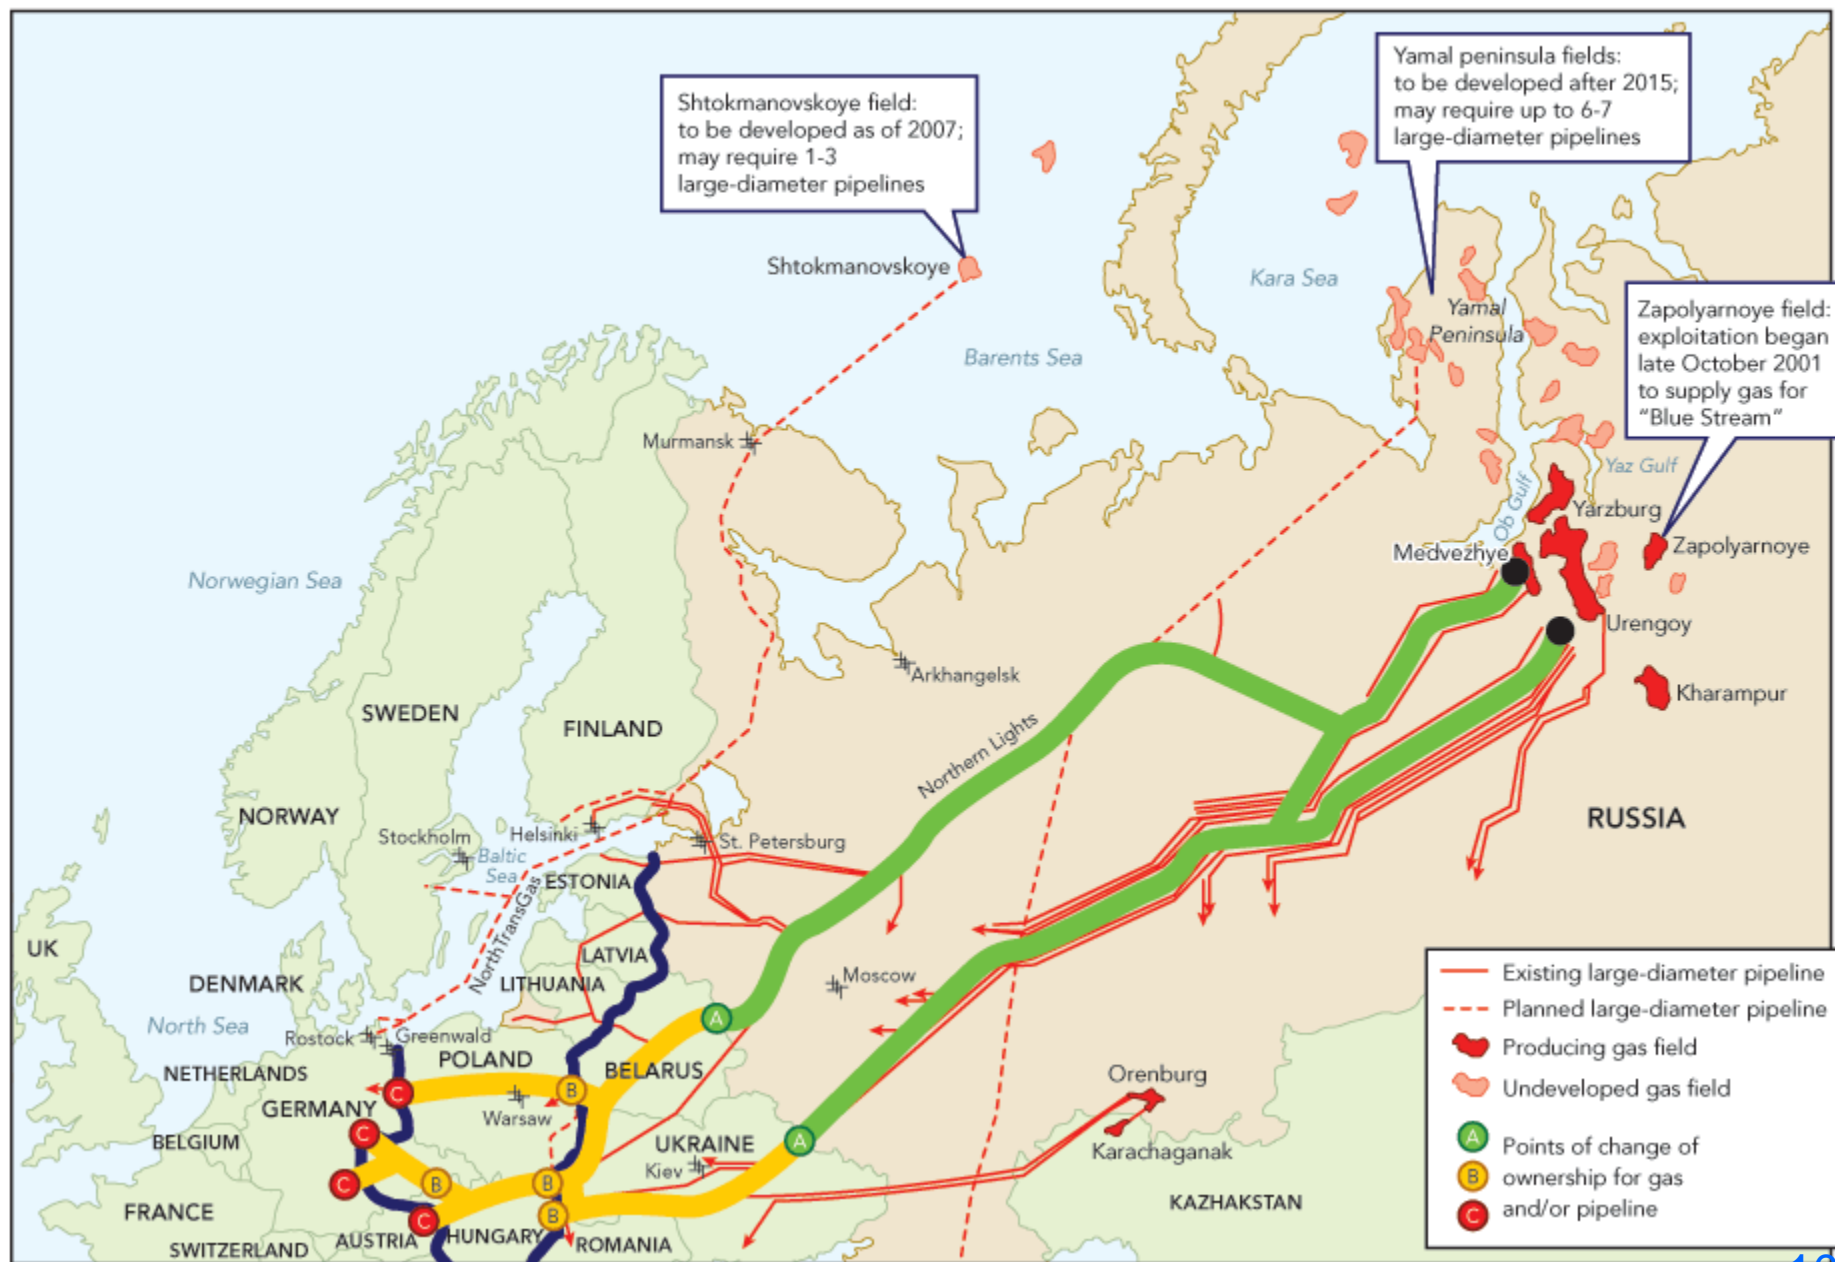 Shtokmanovskoye field:
to be developed as of 2007;
may require 1-3
large-diameter pipelines
Yamal peninsula fields:
to be developed after 2015;
may require up to 6-7
large-diameter pipelines
Shtokmanovskoye
Kara Sea
Yamal
Peninsula
Zapolyarnoye field:
exploitation began
late October 2001
to supply gas for
“Blue Stream”
Barents Sea
Murmansk
Yaz Gulf
Ob Gulf
Yarzburg
Medvezhye
Zapolyarnoye
Norwegian Sea
Urengoy
Arkhangelsk
Kharampur
SWEDEN
FINLAND
Northern Lights
NORWAY
RUSSIA
Stockholm
Helsinki
St. Petersburg
Baltic
Sea
ESTONIA
NorthTransGas
UK
LATVIA
DENMARK
LITHUANIA
Moscow
North Sea
A
Rostock
Greenwald
POLAND
BELARUS
NETHERLANDS
C
B
Warsaw
Orenburg
GERMANY
C
BELGIUM
UKRAINE
A
Karachaganak
Kiev
C
B
B
FRANCE
KAZHAKSTAN
C
B
AUSTRIA
HUNGARY
ROMANIA
SWITZERLAND
Existing large-diameter pipeline
Planned large-diameter pipeline
Producing gas field
Undeveloped gas field
A
Points of change of
B
ownership for gas
C
and/or pipeline